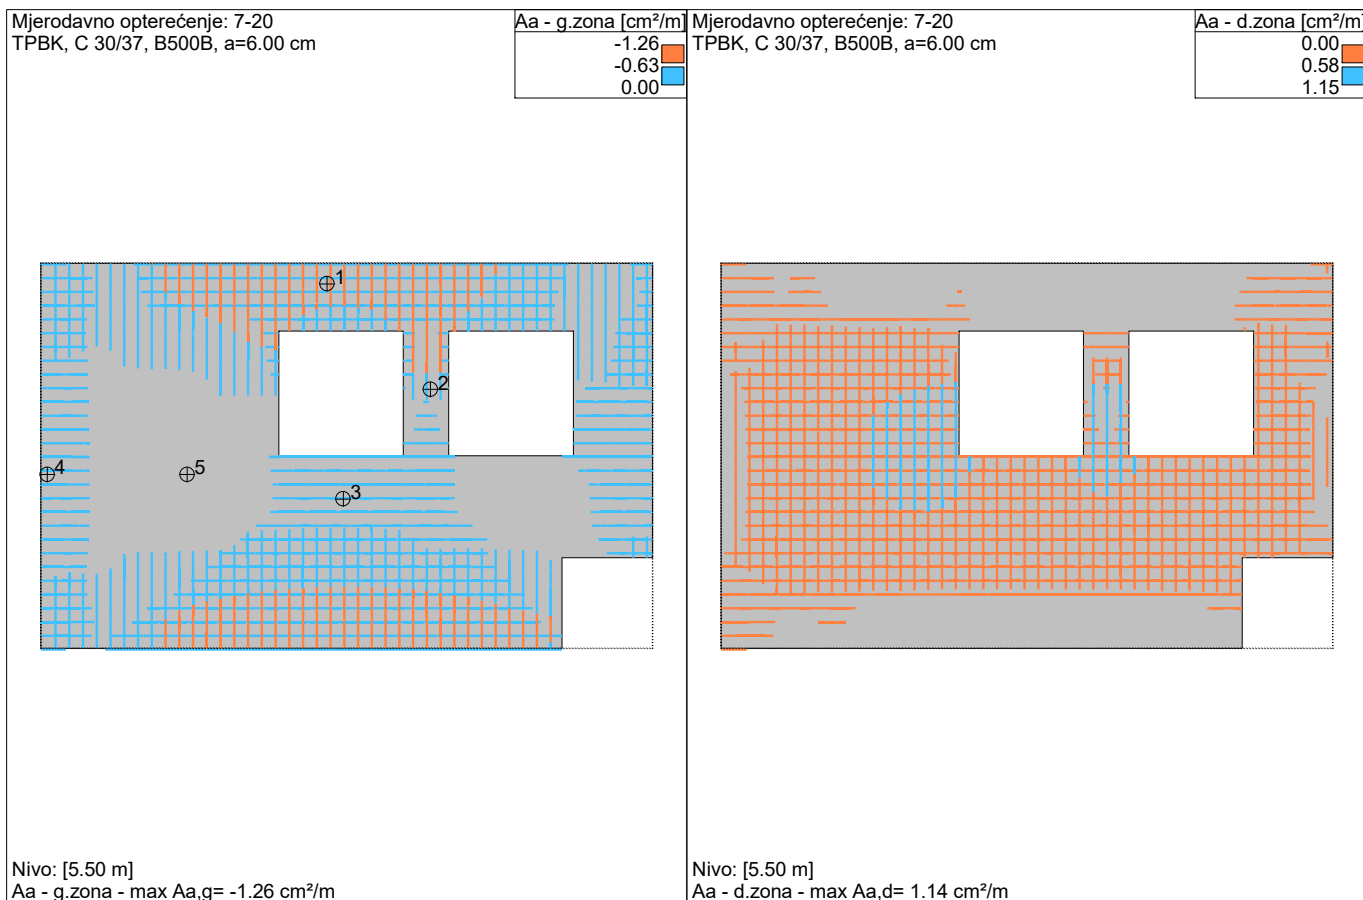 Mjerodavno opterećenje: 7-20
TPBK, C 30/37, B500B, a=6.00 cm
Aa - g.zona [cm²/m]
-1.26
-0.63
0.00
1
2
4
5
3
Nivo: [5.50 m]
Aa - g.zona - max Aa,g= -1.26 cm²/m
Mjerodavno opterećenje: 7-20
TPBK, C 30/37, B500B, a=6.00 cm
Aa - d.zona [cm²/m]
0.00
0.58
1.15
Nivo: [5.50 m]
Aa - d.zona - max Aa,d= 1.14 cm²/m